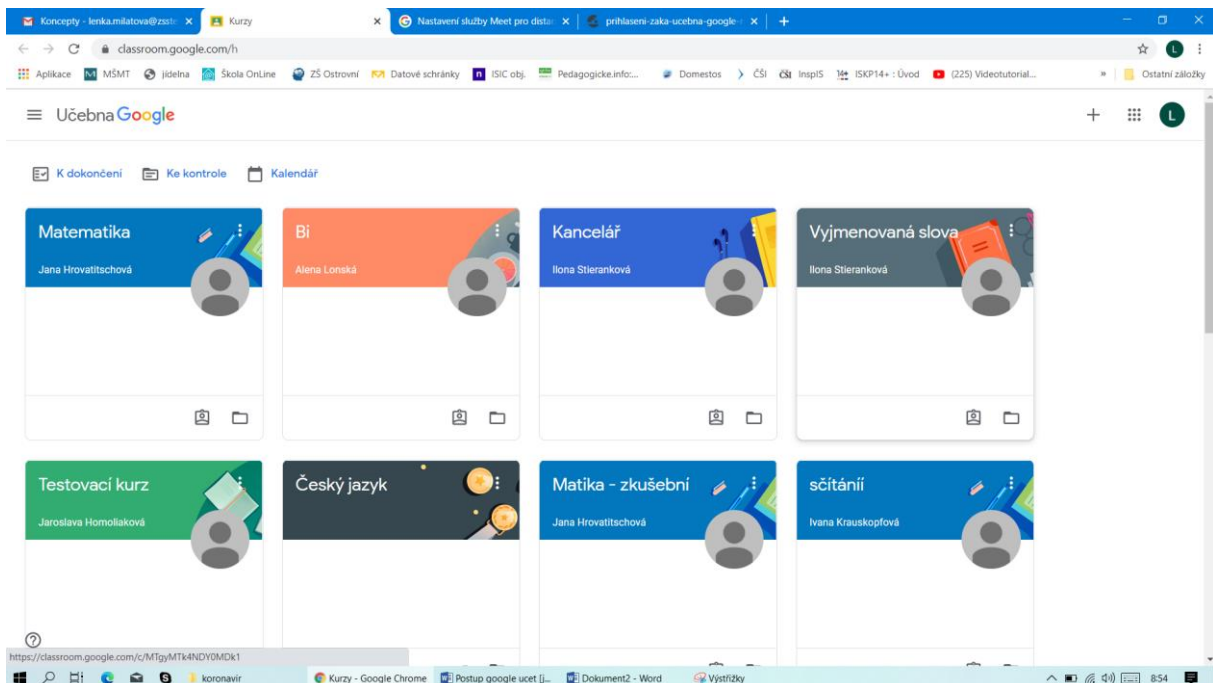 Koncepty - lenka.milatova@zsst
Kurzy
Nastavení služby Meet pro dista
prihlaseni-zaka-ucebna-google-
classroom.google.com/h
L
Aplikace
MŠMT
jídelna
Škola OnLine
ZŠ Ostrovní
Datové schránky
ISIC obj.
Pedagogicke.info:...
Domestos
ČŠI
InspIS
ISKP14+ : Úvod
(225) Videotutorial...
»
Ostatní záložky
Učebna Google
L
K dokončení
Ke kontrole
Kalendář
Matematika
Jana Hrovatitschová
Bi
Alena Lonská
Kancelář
Ilona Stieranková
Vyjmenovaná slova
Ilona Stieranková
Testovací kurz
Jaroslava Homoliaková
Český jazyk
Matika - zkušební
Jana Hrovatitschová
sčítáníí
Ivana Krauskopfová
https://classroom.google.com/c/MTgyMTk4NDY0MDk1
koronavir
Kurzy - Google Chrome
Postup google ucet [j...
Dokument2 - Word
Výstřižky
8:54